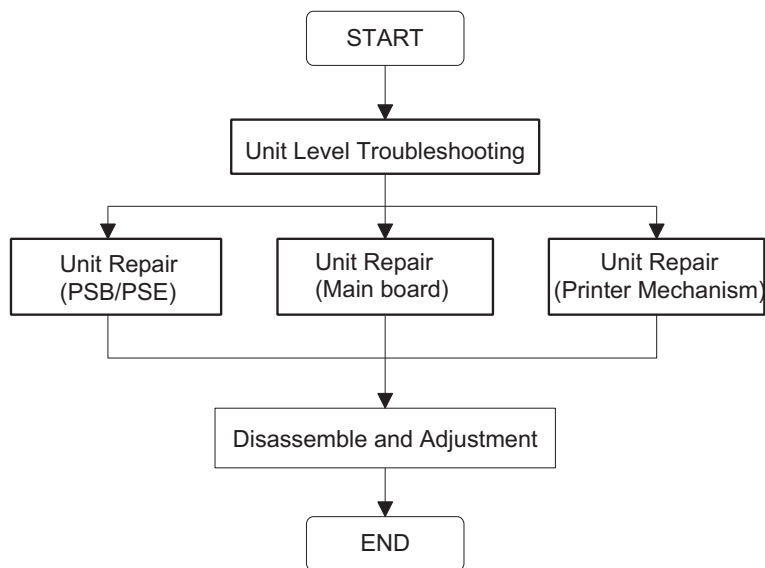 START
Unit Level Troubleshooting
Unit Repair
(PSB/PSE)
Unit Repair
(Main board)
Unit Repair
(Printer Mechanism)
Disassemble and Adjustment
END